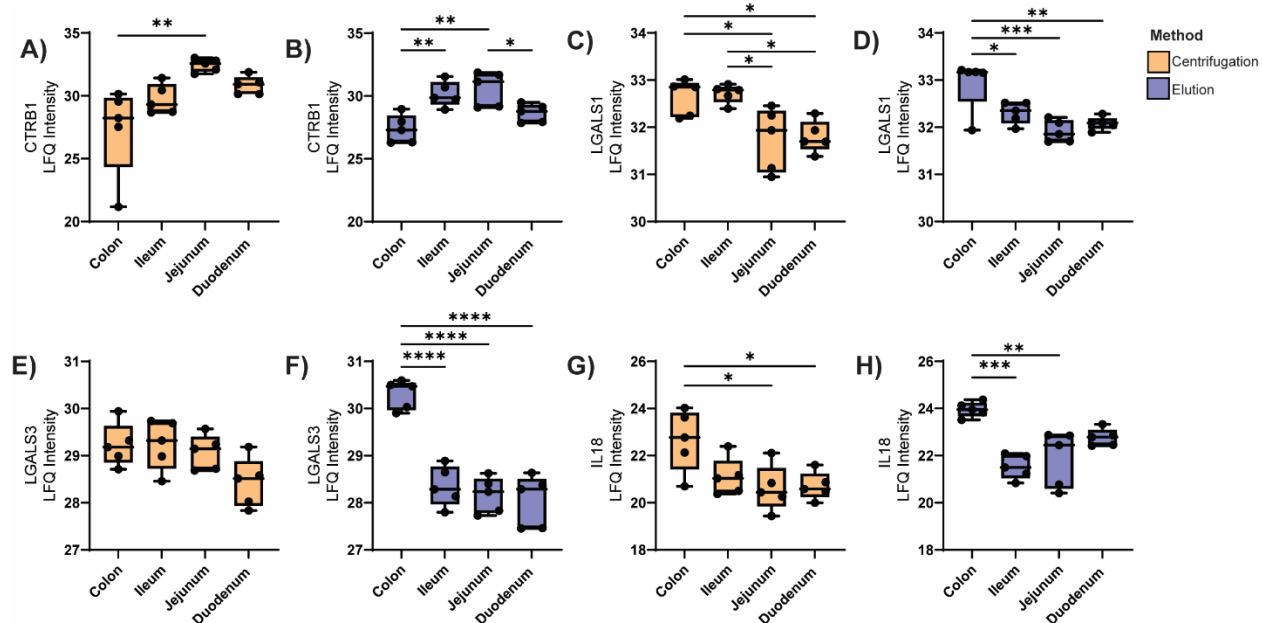 A)
CTRB1
LFQ Intensity
35
30
25
20
**
Colon
Ileum
Jejunum
Duodenum
B)
CTRB1
LFQ Intensity
35
30
25
20
**
**
*
Colon
Ileum
Jejunum
Duodenum
C)
LGALS1
LFQ Intensity
34
33
32
31
30
*
*
*
*
Colon
Ileum
Jejunum
Duodenum
D)
LGALS1
LFQ Intensity
34
33
32
31
30
**
***
*
Colon
Ileum
Jejunum
Duodenum
Method
Centrifugation
Elution
E)
LGALS3
LFQ Intensity
31
30
29
28
27
Colon
Ileum
Jejunum
Duodenum
F)
LGALS3
LFQ Intensity
31
30
29
28
27
****
****
****
Colon
Ileum
Jejunum
Duodenum
G)
IL18
LFQ Intensity
26
24
22
20
18
*
*
Colon
Ileum
Jejunum
Duodenum
H)
IL18
LFQ Intensity
26
24
22
20
18
**
***
Colon
Ileum
Jejunum
Duodenum